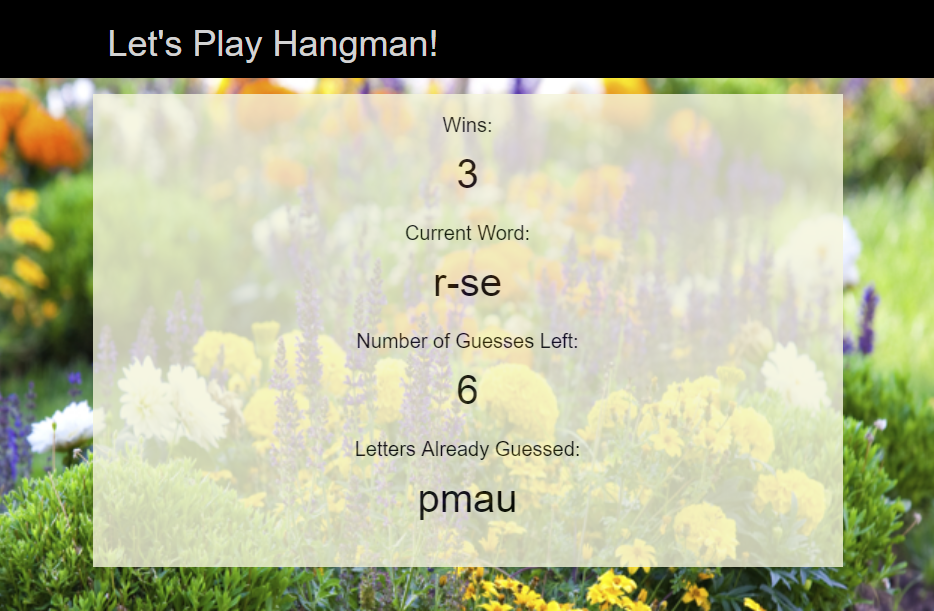 Let's Play Hangman!
Wins:
3
Current Word:
r-se
Number of Guesses Left:
6
Letters Already Guessed:
pmau